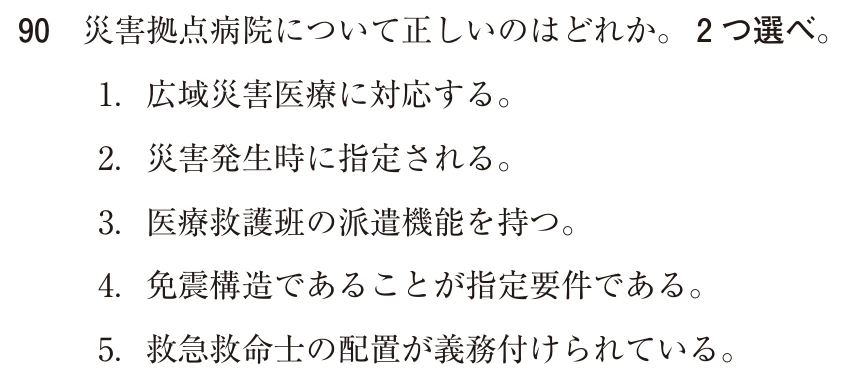 90 災害拠点病院について正しいのはどれか。2つ選べ。
1. 広域災害医療に対応する。
2. 災害発生時に指定される。
3. 医療救護班の派遣機能を持つ。
4. 免震構造であることが指定要件である。
5. 救急救命士の配置が義務付けられている。